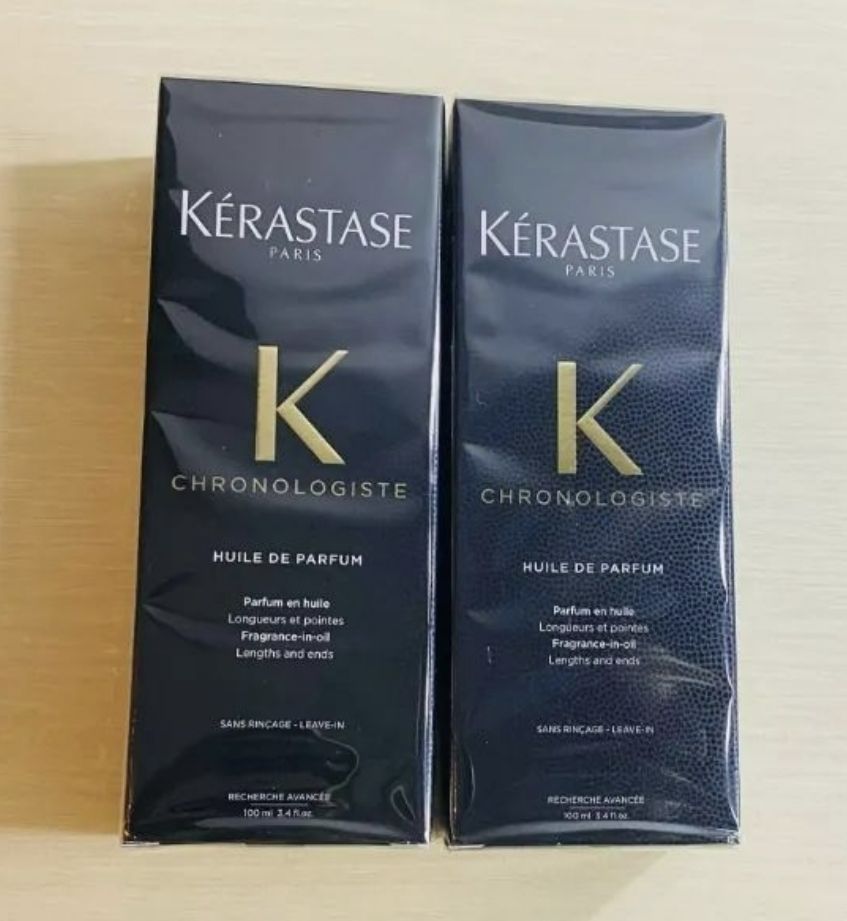 KÉRASTASE
PARIS
K
CHRONOLOGISTE
HUILE DE PARFUM
Parfum en huile
Longueurs et pointes
Fragrance-in-oil
Lengths and ends
SANS RINÇAGE - LEAVE-IN
RECHERCHE AVANCÉE
100 ml 3.4 fl.oz.
KÉRASTASE
PARIS
K
CHRONOLOGISTE
HUILE DE PARFUM
Parfum en huile
Longueurs et pointes
Fragrance-in-oil
Lengths and ends
SANS RINÇAGE - LEAVE-IN
RECHERCHE AVANCÉE
100 ml 3.4 fl.oz.